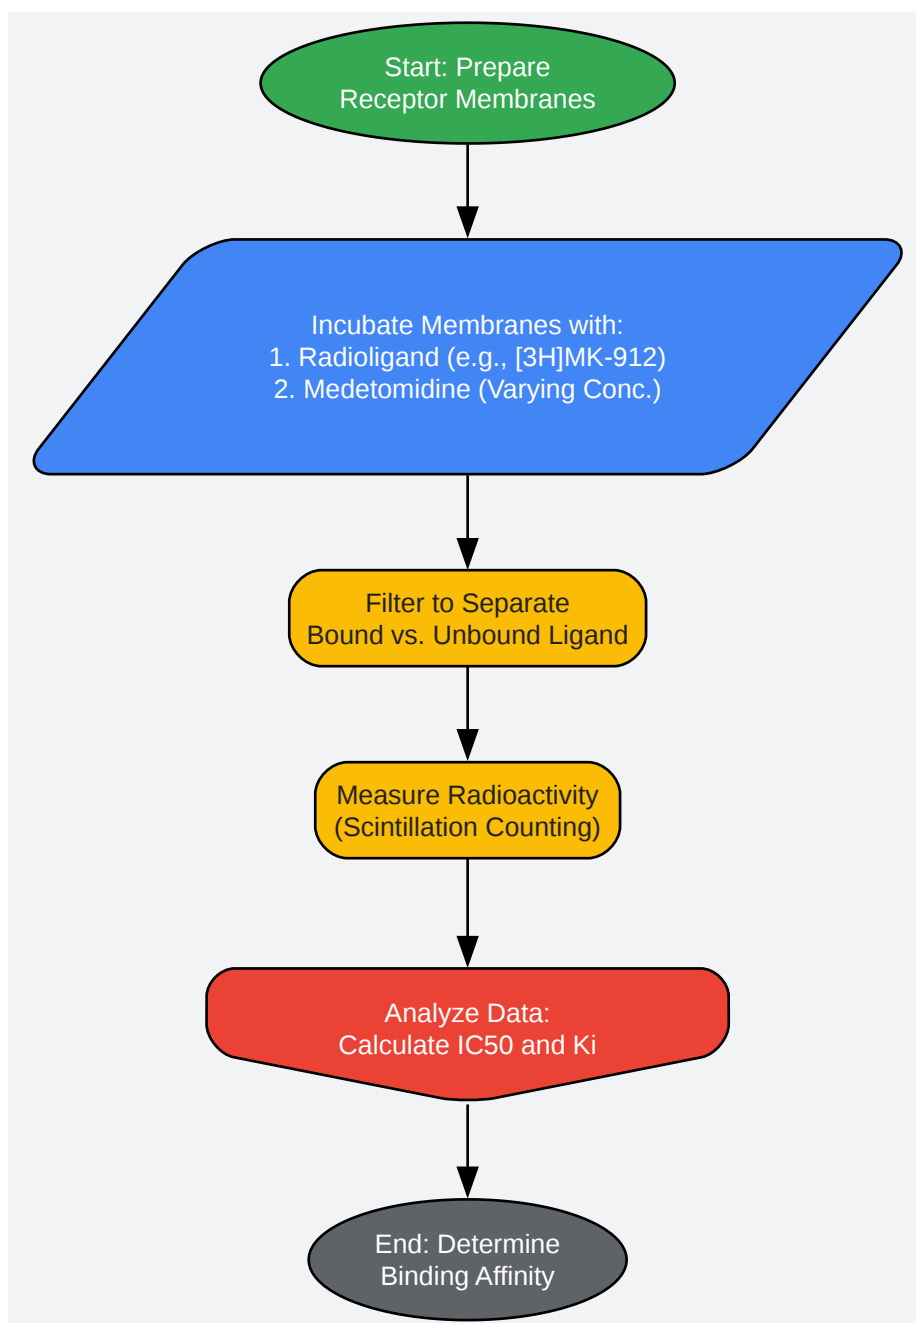 Start: Prepare
Receptor Membranes
Incubate Membranes with:
1. Radioligand (e.g., [3H]MK-912)
2. Medetomidine (Varying Conc.)
Filter to Separate
Bound vs. Unbound Ligand
Measure Radioactivity
(Scintillation Counting)
Analyze Data:
Calculate IC50 and Ki
End: Determine
Binding Affinity